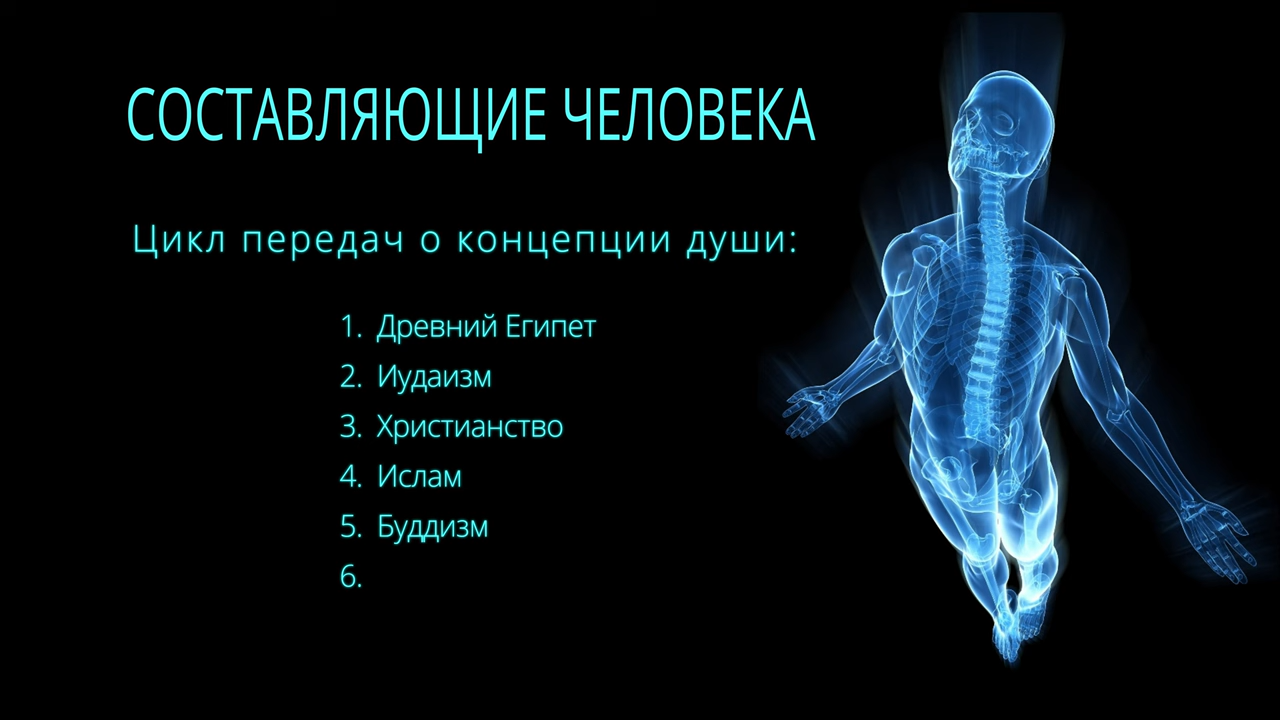 СОСТАВЛЯЮЩИЕ ЧЕЛОВЕКА
Цикл передач о концепции души:
1. Древний Египет
2. Иудаизм
3. Христианство
4. Ислам
5. Буддизм
6.